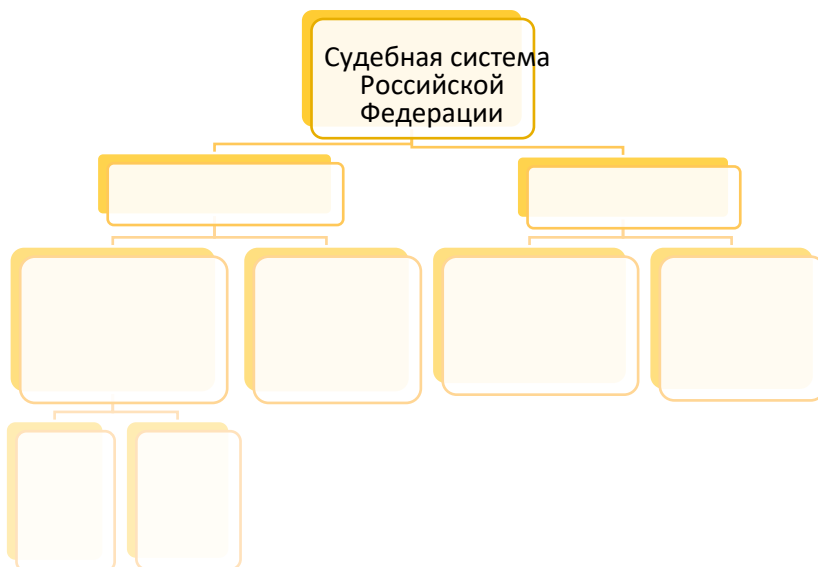 Судебная система
Российской
Федерации